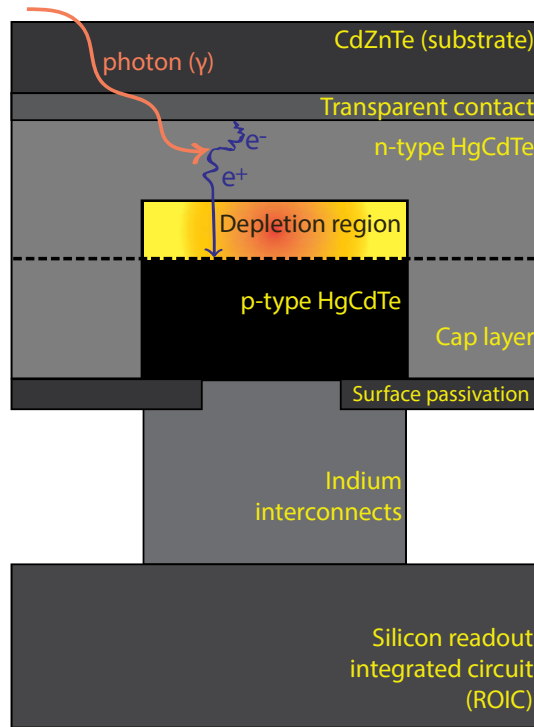 CdZnTe (substrate)
photon (γ)
Transparent contact
e-
n-type HgCdTe
e+
Depletion region
p-type HgCdTe
Cap layer
Surface passivation
Indium
interconnects
Silicon readout
integrated circuit
(ROIC)